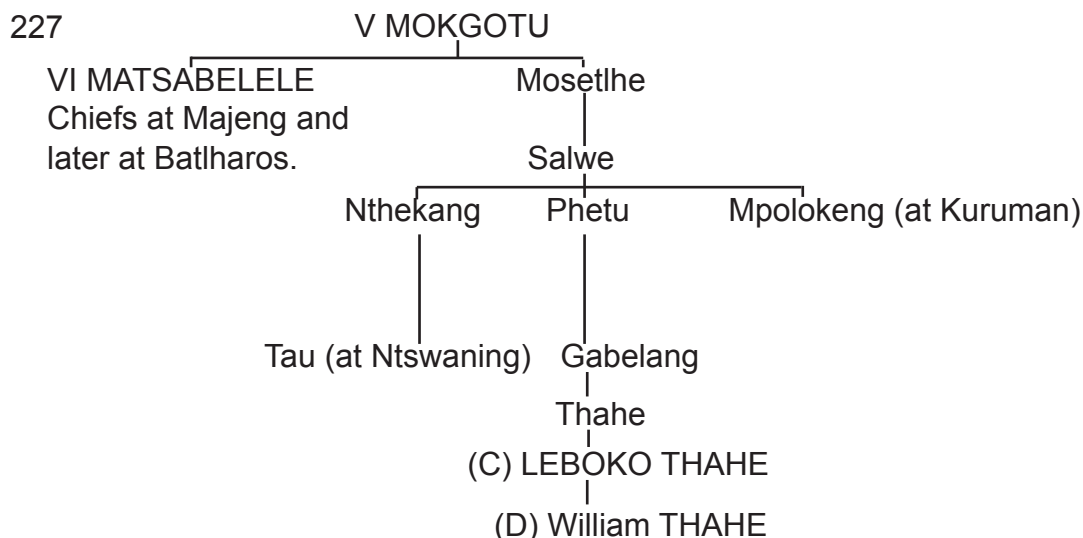 227
V MOKGOTU
VI MATSABELELE
Chiefs at Majeng and
later at Batlharos.
Mosetlhe
Salwe
Nthekang
Phetu
Mpolokeng (at Kuruman)
Tau (at Ntswaning)
Gabelang
Thahe
(C) LEBOKO THAHE
(D) William THAHE